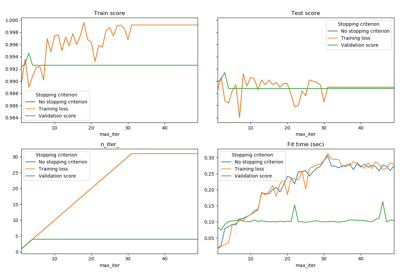 Train score
Test score
1.000
0.998
0.996
0.994
0.992
0.990
0.988
0.986
0.984
Stopping criterion
No stopping criterion
Training loss
Validation score
Stopping criterion
No stopping criterion
Training loss
Validation score
10 20 30 40
max_iter
10 20 30 40
max_iter
n_iter_
Fit time (sec)
30
25
20
15
10
5
0
Stopping criterion
No stopping criterion
Training loss
Validation score
0.30
0.25
0.20
0.15
0.10
0.05
Stopping criterion
No stopping criterion
Training loss
Validation score
10 20 30 40
max_iter
10 20 30 40
max_iter